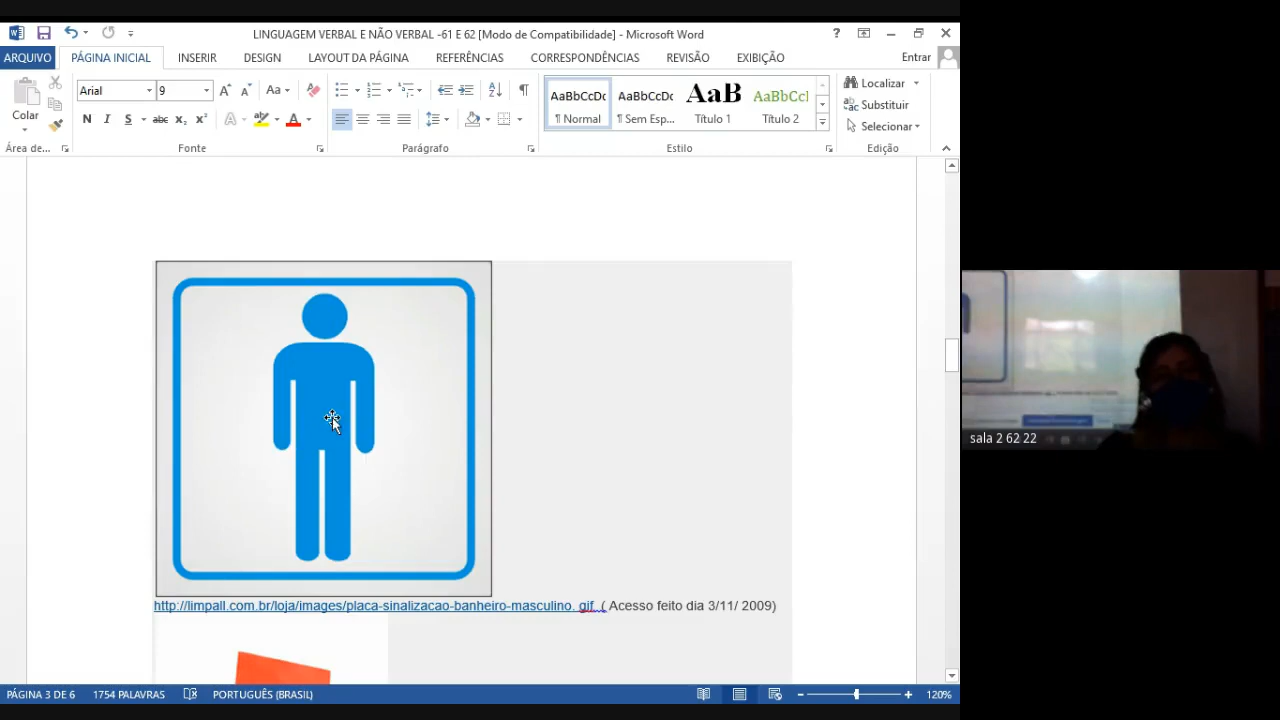 LINGUAGEM VERBAL E NÃO VERBAL -61 E 62 [Modo de Compatibilidade] - Microsoft Word
?
ARQUIVO PÁGINA INICIAL INSERIR DESIGN LAYOUT DA PÁGINA REFERÊNCIAS CORRESPONDÊNCIAS REVISÃO EXIBIÇÃO Entrar
Colar
Arial 9 Aa
N I S abc x₂ x² A A
Área de... Fonte Parágrafo
AaBbCcDc AaBbCcDc AaB AaBbCcl
¶ Normal ¶ Sem Esp... Título 1 Título 2
Estilo
Localizar
Substituir
Selecionar
Edição
http://limpall.com.br/loja/images/placa-sinalizacao-banheiro-masculino. gif ( Acesso feito dia 3/11/ 2009)
sala 2 62 22
PÁGINA 3 DE 6 1754 PALAVRAS PORTUGUÊS (BRASIL) 120%